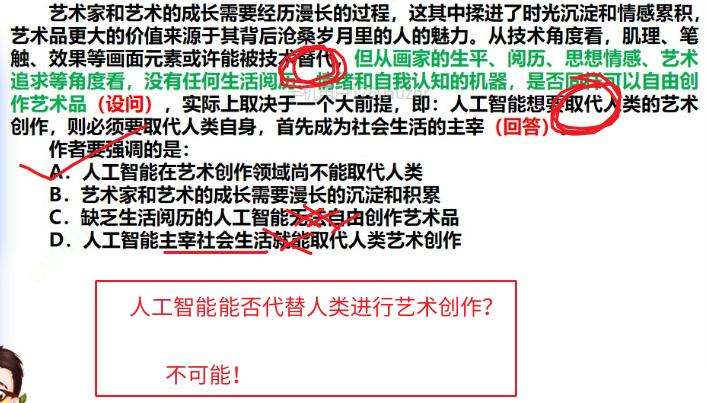 艺术家和艺术的成长需要经历漫长的过程，这其中揉进了时光沉淀和情感累积，
艺术品更大的价值来源于其背后沧桑岁月里的人的魅力。从技术角度看，肌理、笔
触、效果等画面元素或许能被技术替代，但从画家的生平、阅历、思想情感、艺术
追求等角度看，没有任何生活阅历、情绪和自我认知的机器，是否同样可以自由创
作艺术品（设问），实际上取决于一个大前提，即：人工智能想要取代人类的艺术
创作，则必须要取代人类自身，首先成为社会生活的主宰（回答）。
作者要强调的是：
A．人工智能在艺术创作领域尚不能取代人类
B．艺术家和艺术的成长需要漫长的沉淀和积累
C．缺乏生活阅历的人工智能无法自由创作艺术品
D．人工智能主宰社会生活就能取代人类艺术创作
人工智能能否代替人类进行艺术创作？
不可能！